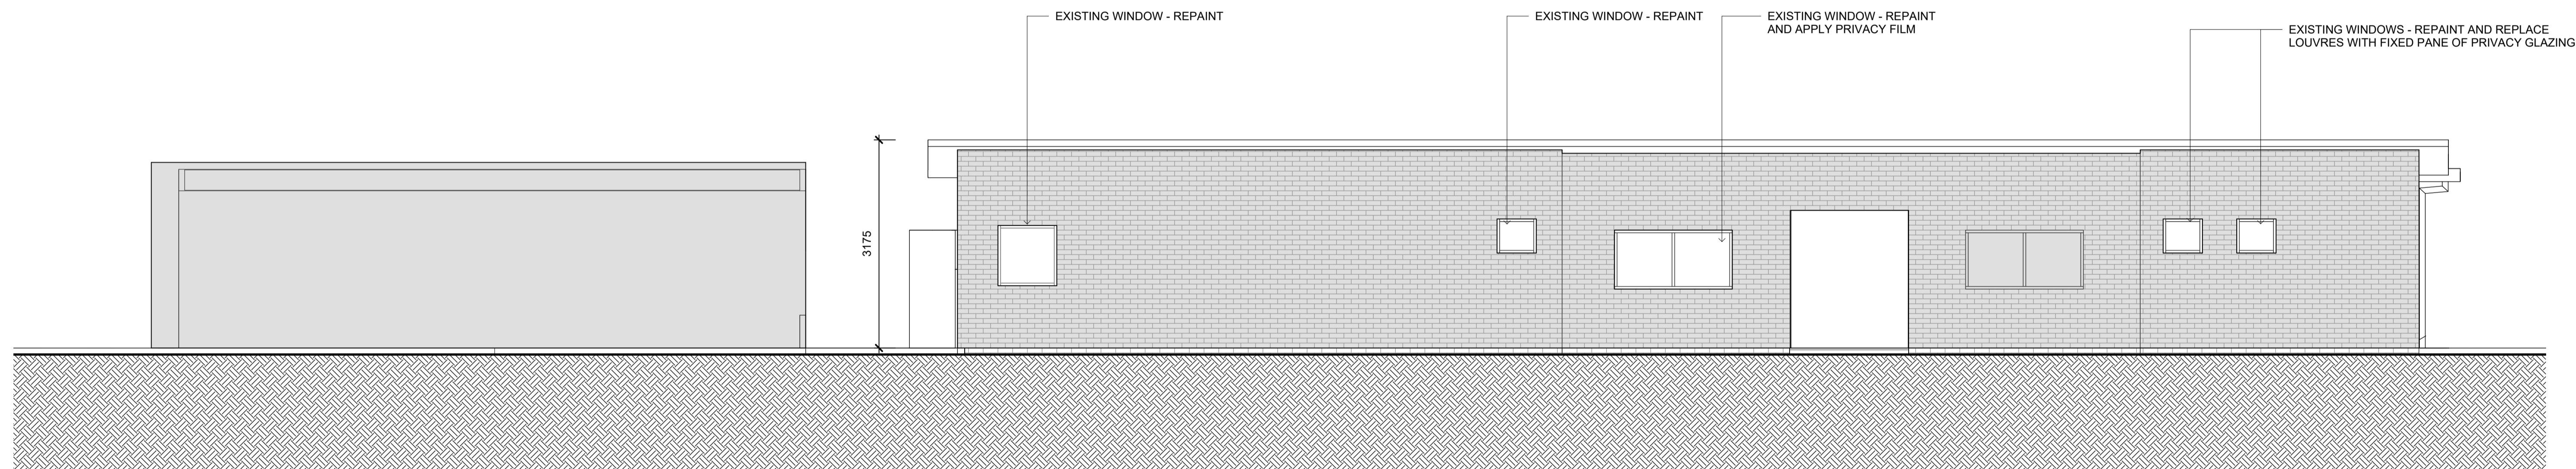 EXISTING WINDOW - REPAINT
EXISTING WINDOW - REPAINT
EXISTING WINDOW - REPAINT
AND APPLY PRIVACY FILM
EXISTING WINDOWS - REPAINT AND REPLACE
LOUVRES WITH FIXED PANE OF PRIVACY GLAZING
3175